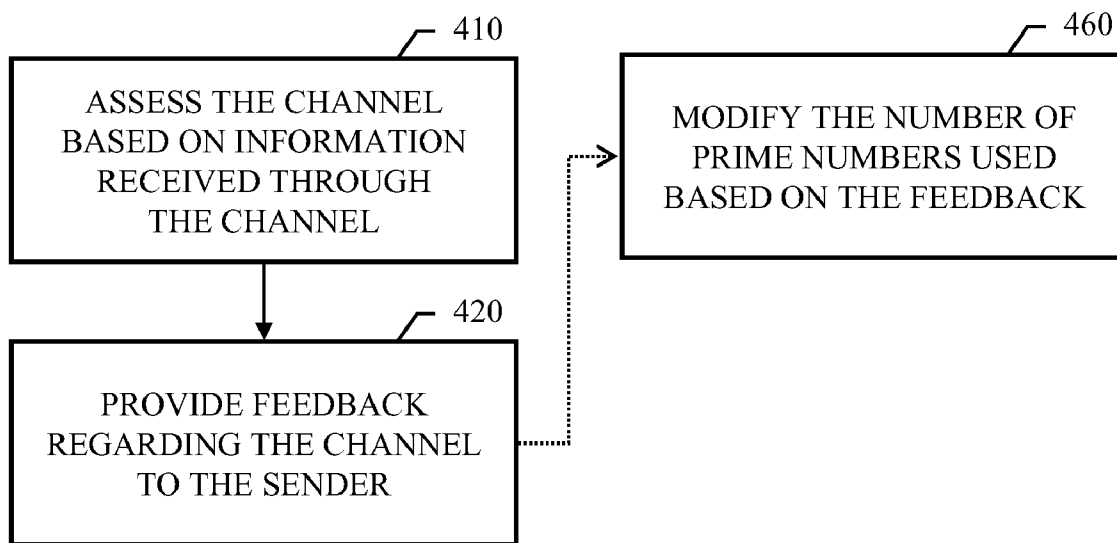 410
ASSESS THE CHANNEL
BASED ON INFORMATION
RECEIVED THROUGH
THE CHANNEL
420
PROVIDE FEEDBACK
REGARDING THE CHANNEL
TO THE SENDER
460
MODIFY THE NUMBER OF
PRIME NUMBERS USED
BASED ON THE FEEDBACK